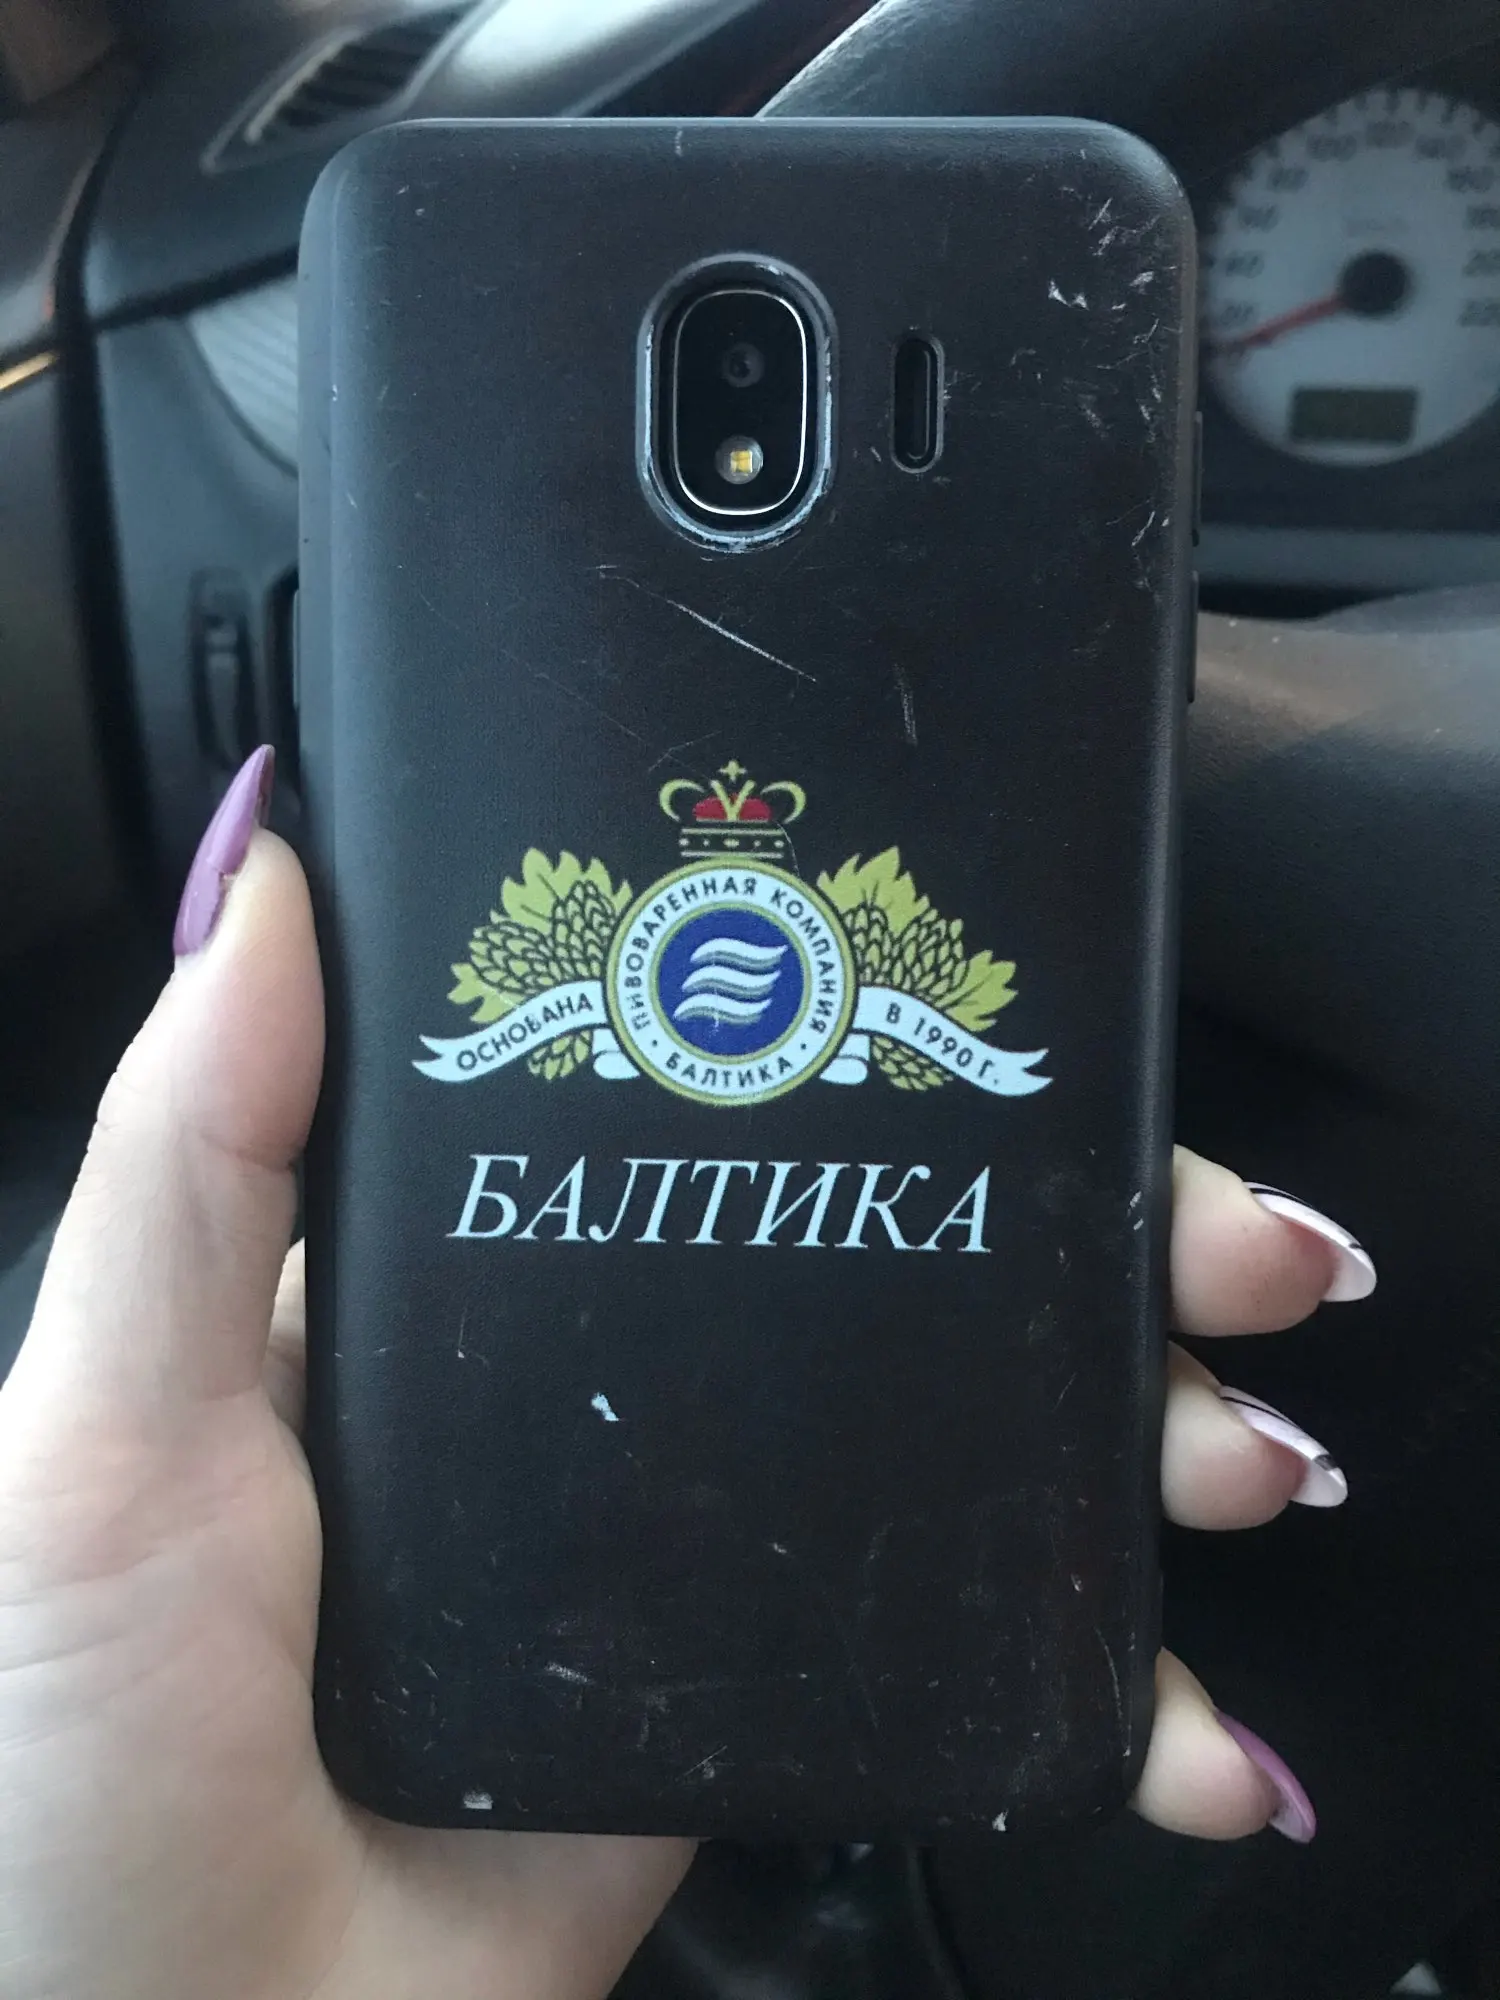 ПИВОВАРЕННАЯ КОМПАНИЯ
• БАЛТИКА •
ОСНОВАНА
В 1990 Г.
БАЛТИКА